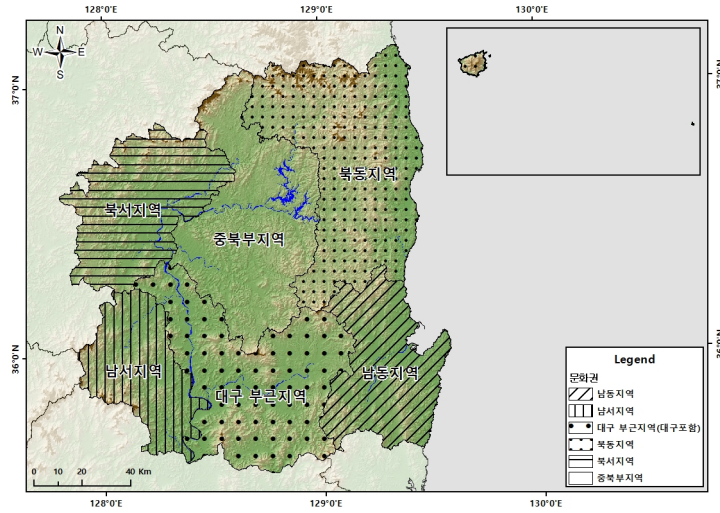 128°0'E
129°0'E
130°0'E
N
W
E
S
37°0'N
37°0'N
북동지역
북서지역
중북부지역
36°0'N
36°0'N
남서지역
남동지역
대구 부근지역
Legend
문화권
남동지역
남서지역
대구 부근지역(대구포함)
북동지역
북서지역
중북부지역
0 10 20 40 Km
128°0'E
129°0'E
130°0'E